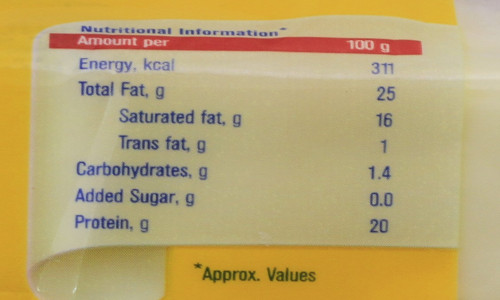 Nutritional Information*
Amount per 100 g
Energy, kcal 311
Total Fat, g 25
Saturated fat, g 16
Trans fat, g 1
Carbohydrates, g 1.4
Added Sugar, g 0.0
Protein, g 20
*Approx. Values